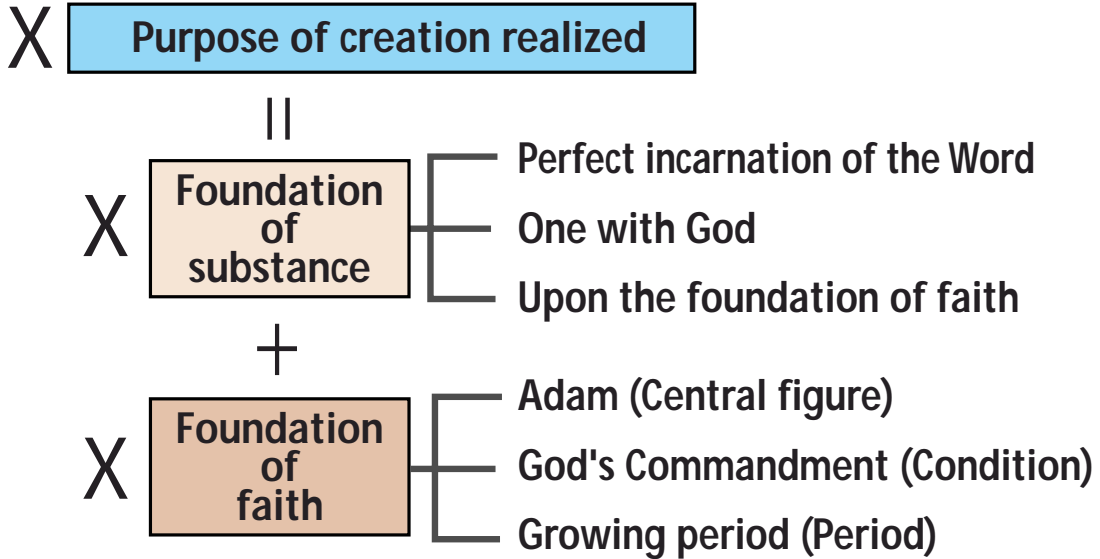 X Purpose of creation realized
=
X Foundation
of
substance
Perfect incarnation of the Word
One with God
Upon the foundation of faith
+
X Foundation
of
faith
Adam (Central figure)
God's Commandment (Condition)
Growing period (Period)